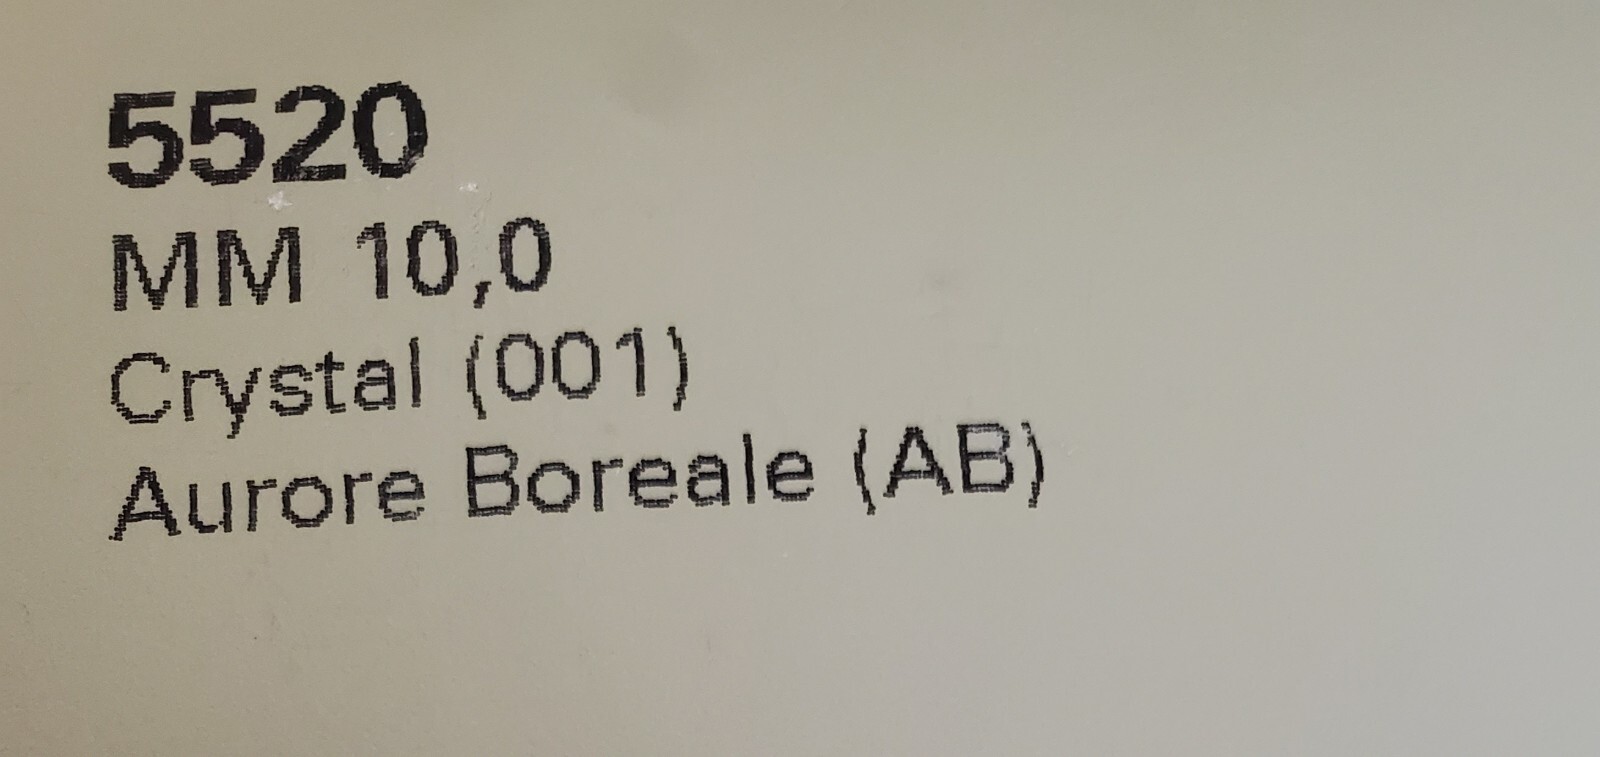 5520
MM 10,0
Crystal (001)
Aurore Boreale (AB)